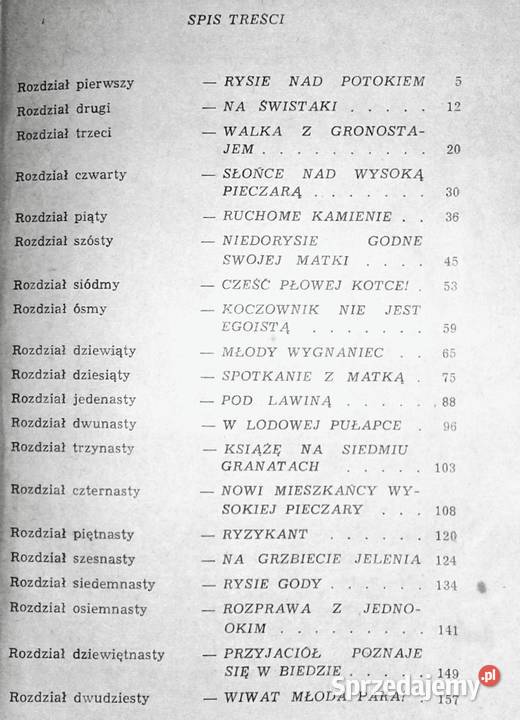 SPIS TREŚCI
Rozdział pierwszy — RYSIE NAD POTOKIEM 5
Rozdział drugi — NA ŚWISTAKI . . . . . 12
Rozdział trzeci — WALKA Z GRONOSTA-
JEM . . . . . . . . . . 20
Rozdział czwarty — SŁOŃCE NAD WYSOKĄ
PIECZARĄ . . . . . . . 30
Rozdział piąty — RUCHOME KAMIENIE . . 36
Rozdział szósty — NIEDORYSIE GODNE
SWOJEJ MATKI . . . . 45
Rozdział siódmy — CZEŚĆ PŁOWEJ KOTCE! . 53
Rozdział ósmy — KOCZOWNIK NIE JEST
EGOISTĄ . . . . . . . 59
Rozdział dziewiąty — MŁODY WYGNANIEC . . 65
Rozdział dziesiąty — SPOTKANIE Z MATKĄ . 75
Rozdział jedenasty — POD LAWINĄ . . . . . 88
Rozdział dwunasty — W LODOWEJ PUŁAPCE . 96
Rozdział trzynasty — KSIĄŻĘ NA SIEDMIU
GRANATACH . . . . . 103
Rozdział czternasty — NOWI MIESZKAŃCY WY-
SOKIEJ PIECZARY . . . 108
Rozdział piętnasty — RYZYKANT . . . . . . 120
Rozdział szesnasty — NA GRZBIECIE JELENIA 124
Rozdział siedemnasty — RYSIE GODY . . . . . . 134
Rozdział osiemnasty — ROZPRAWA Z JEDNO-
OKIM . . . . . . . . . 141
Rozdział dziewiętnasty — PRZYJACIÓŁ POZNAJE
SIĘ W BIEDZIE . . . . 149
Rozdział dwudziesty — WIWAT MŁODA PARA! 157
Sprzedajemy.pl